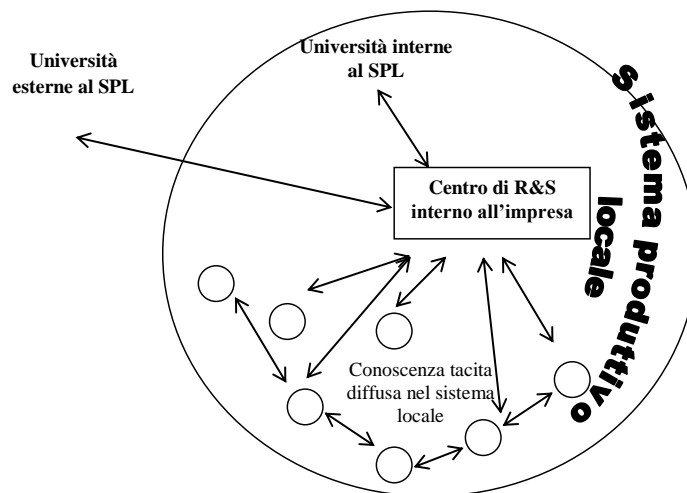 Università
esterne al SPL
Università interne
al SPL
Centro di R&S
interno all'impresa
Conoscenza tacita
diffusa nel sistema
locale
sistema produttivo
locale